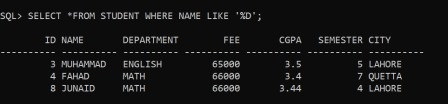 SQL> SELECT *FROM STUDENT WHERE NAME LIKE '%D';
ID NAME DEPARTMENT FEE CGPA SEMESTER CITY
---------- ---------- ---------- ---------- ---------- ---------- ----------
3 MUHAMMAD ENGLISH 65000 3.5 5 LAHORE
4 FAHAD MATH 66000 3.4 7 QUETTA
8 JUNAID MATH 66000 3.44 4 LAHORE